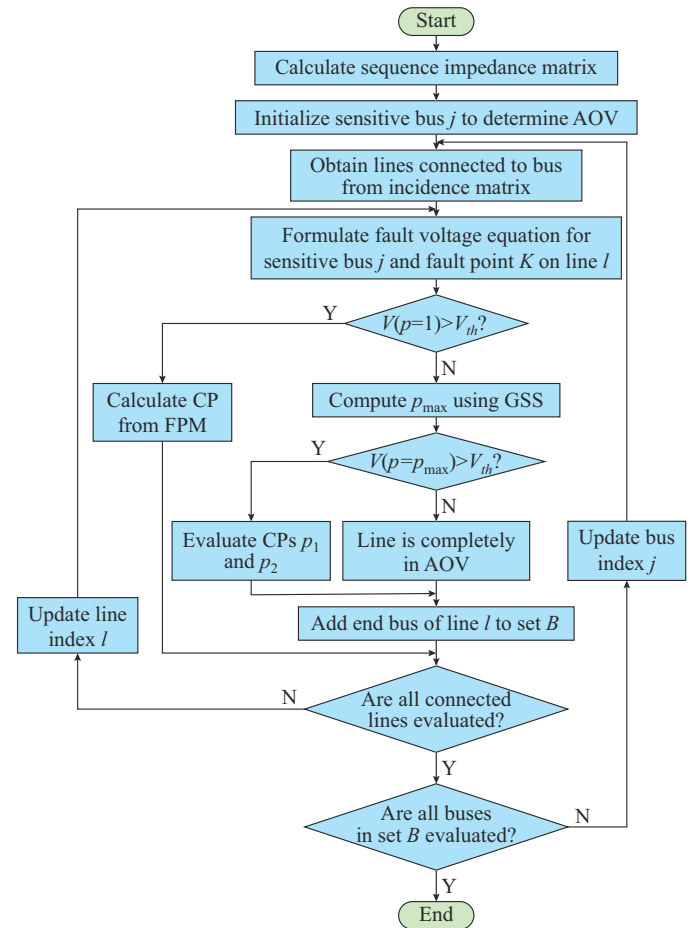 Start
Calculate sequence impedance matrix
Initialize sensitive bus j to determine AOV
Obtain lines connected to bus
from incidence matrix
Formulate fault voltage equation for
sensitive bus j and fault point K on line l
Y
V(p=1)>Vth?
N
Calculate CP
from FPM
Compute pmax using GSS
Y
V(p=pmax)>Vth?
N
Evaluate CPs p1
and p2
Line is completely
in AOV
Update bus
index j
Update line
index l
Add end bus of line l to set B
N
Are all connected
lines evaluated?
Y
Are all buses
in set B evaluated?
N
Y
End